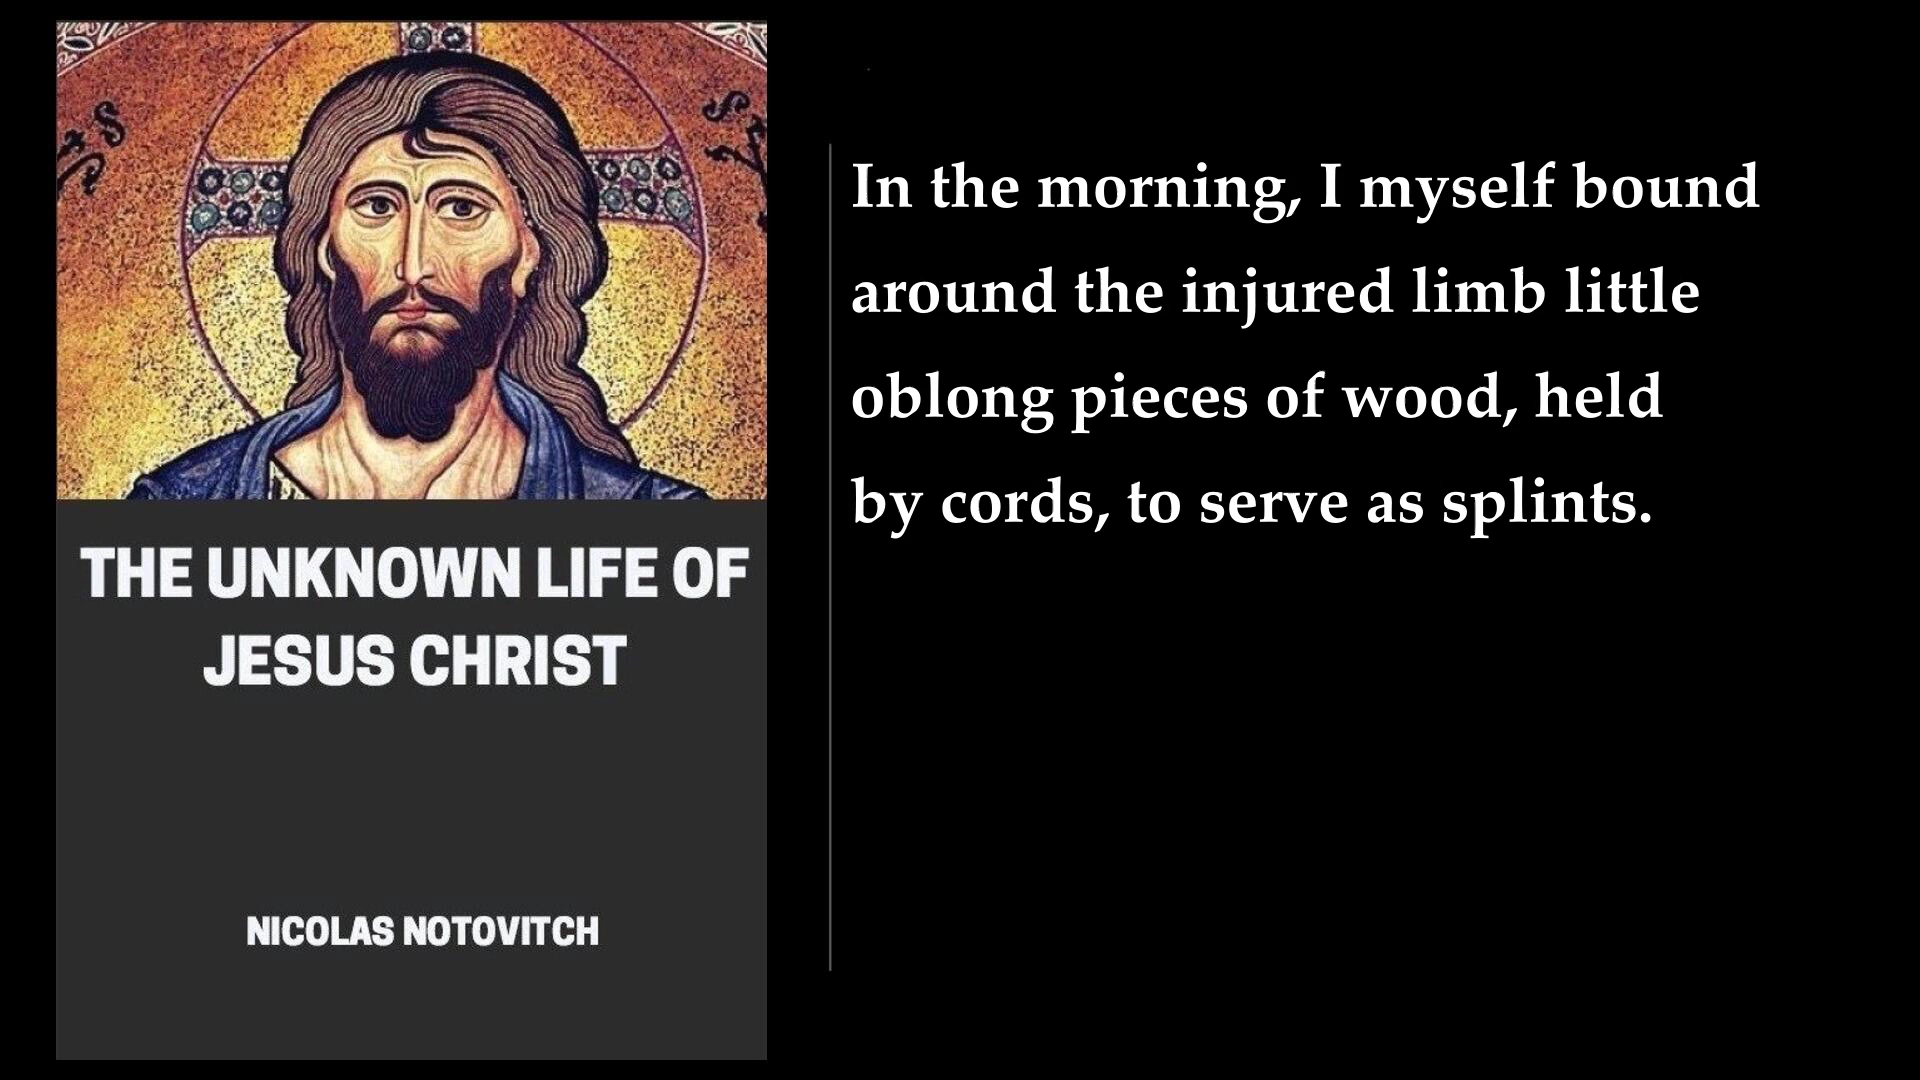 THE UNKNOWN LIFE OF
JESUS CHRIST
NICOLAS NOTOVITCH
In the morning, I myself bound
around the injured limb little
oblong pieces of wood, held
by cords, to serve as splints.